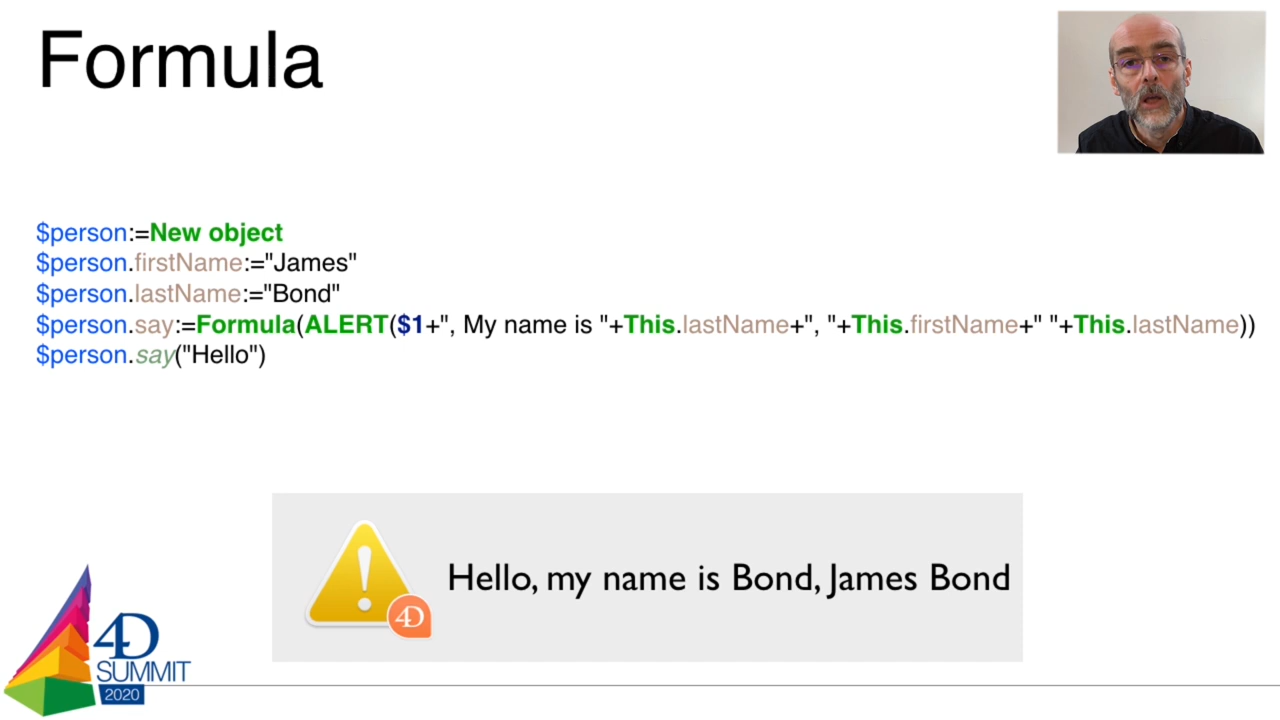 Formula
$person:=New object
$person.firstName:="James"
$person.lastName:="Bond"
$person.say:=Formula(ALERT($1+", My name is "+This.lastName+", "+This.firstName+" "+This.lastName))
$person.say("Hello")
Hello, my name is Bond, James Bond
4D
4D
SUMMIT
2020